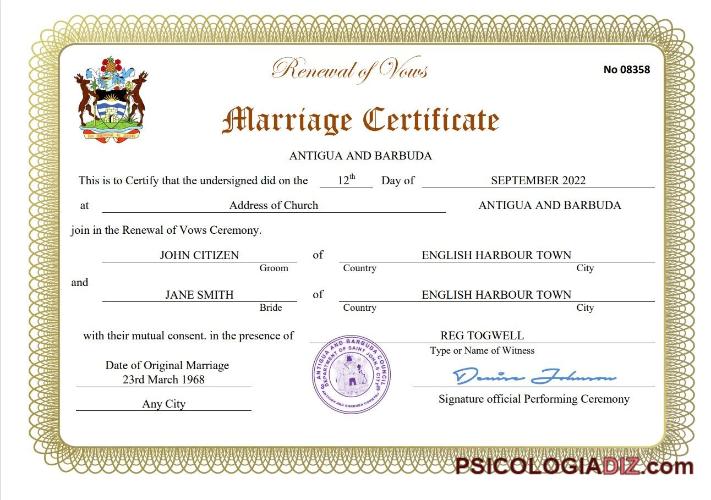 Renewal of Vows
No 08358
Marriage Certificate
ANTIGUA AND BARBUDA
This is to Certify that the undersigned did on the 12th Day of SEPTEMBER 2022
at Address of Church ANTIGUA AND BARBUDA
join in the Renewal of Vows Ceremony.
JOHN CITIZEN of ENGLISH HARBOUR TOWN
Groom Country City
and
JANE SMITH of ENGLISH HARBOUR TOWN
Bride Country City
with their mutual consent. in the presence of REG TOGWELL
Type or Name of Witness
Date of Original Marriage
23rd March 1968
Any City
ANTIGUA AND BARBUDA COUNCIL
DEPARTMENT OF SAINT JOHN'S CITY
Denise Johnson
Signature official Performing Ceremony
PSICOLOGIADIZ.com